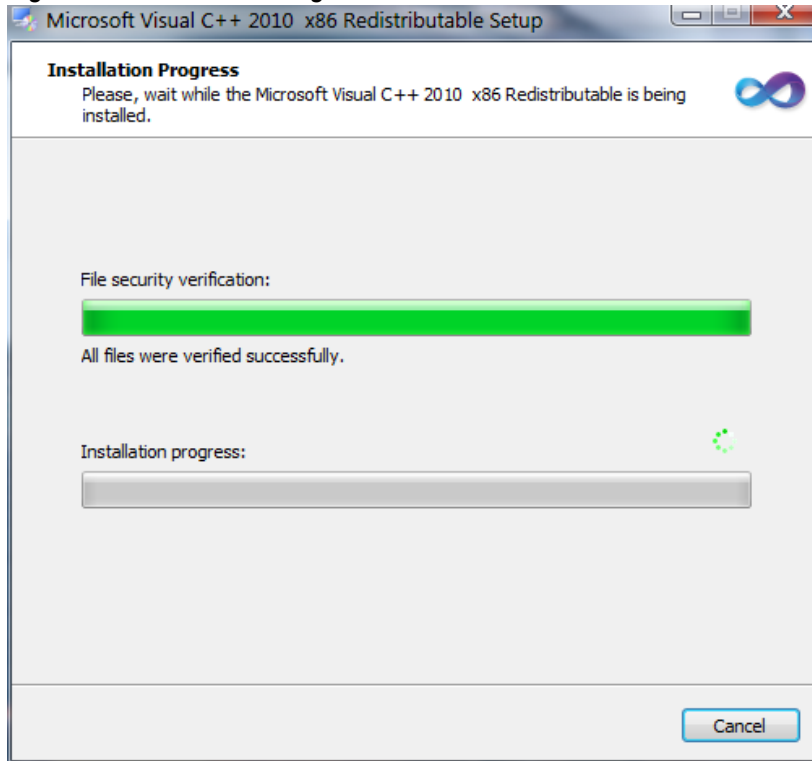 Microsoft Visual C++ 2010 x86 Redistributable Setup
Installation Progress
Please, wait while the Microsoft Visual C++ 2010 x86 Redistributable is being
installed.
File security verification:
All files were verified successfully.
Installation progress:
Cancel